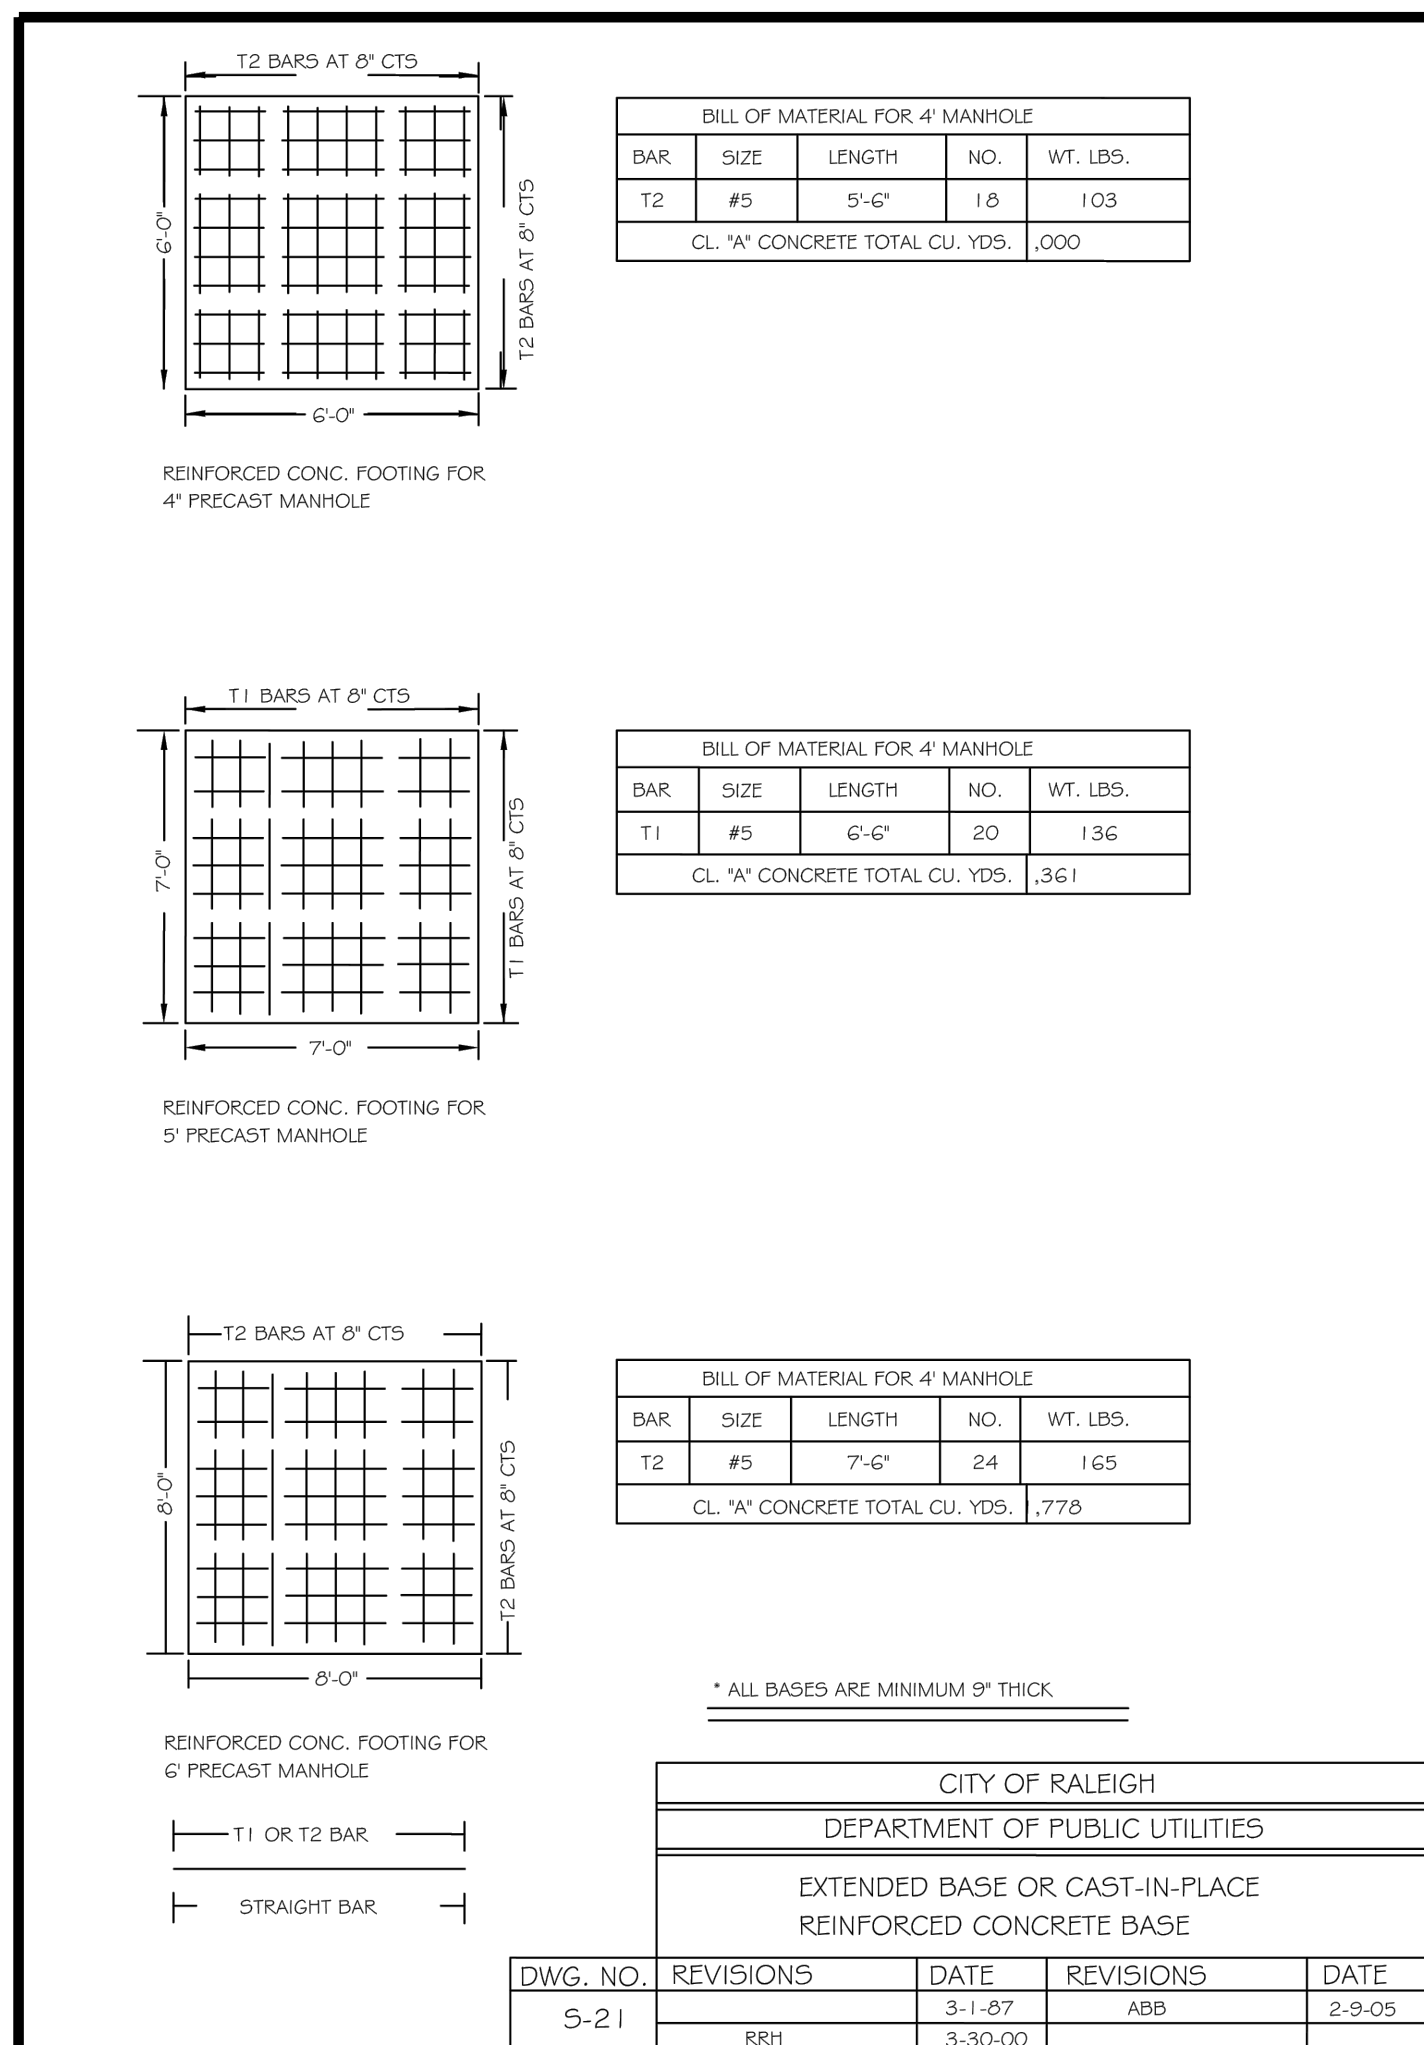 T2 BARS AT 8" CTS
6'-0"
T2 BARS AT 8" CTS
6'-0"
REINFORCED CONC. FOOTING FOR
4" PRECAST MANHOLE
BILL OF MATERIAL FOR 4' MANHOLE
BAR SIZE LENGTH NO. WT. LBS.
T2 #5 5'-6" 18 103
CL. "A" CONCRETE TOTAL CU. YDS. ,000
T1 BARS AT 8" CTS
7'-0"
T1 BARS AT 8" CTS
7'-0"
REINFORCED CONC. FOOTING FOR
5' PRECAST MANHOLE
BILL OF MATERIAL FOR 4' MANHOLE
BAR SIZE LENGTH NO. WT. LBS.
T1 #5 6'-6" 20 136
CL. "A" CONCRETE TOTAL CU. YDS. ,361
T2 BARS AT 8" CTS
8'-0"
T2 BARS AT 8" CTS
8'-0"
REINFORCED CONC. FOOTING FOR
6' PRECAST MANHOLE
BILL OF MATERIAL FOR 4' MANHOLE
BAR SIZE LENGTH NO. WT. LBS.
T2 #5 7'-6" 24 165
CL. "A" CONCRETE TOTAL CU. YDS. ,778
T1 OR T2 BAR
STRAIGHT BAR
* ALL BASES ARE MINIMUM 9" THICK
CITY OF RALEIGH
DEPARTMENT OF PUBLIC UTILITIES
EXTENDED BASE OR CAST-IN-PLACE
REINFORCED CONCRETE BASE
DWG. NO. REVISIONS DATE REVISIONS DATE
S-21 3-1-87 ABB 2-9-05
RRH 3-30-00